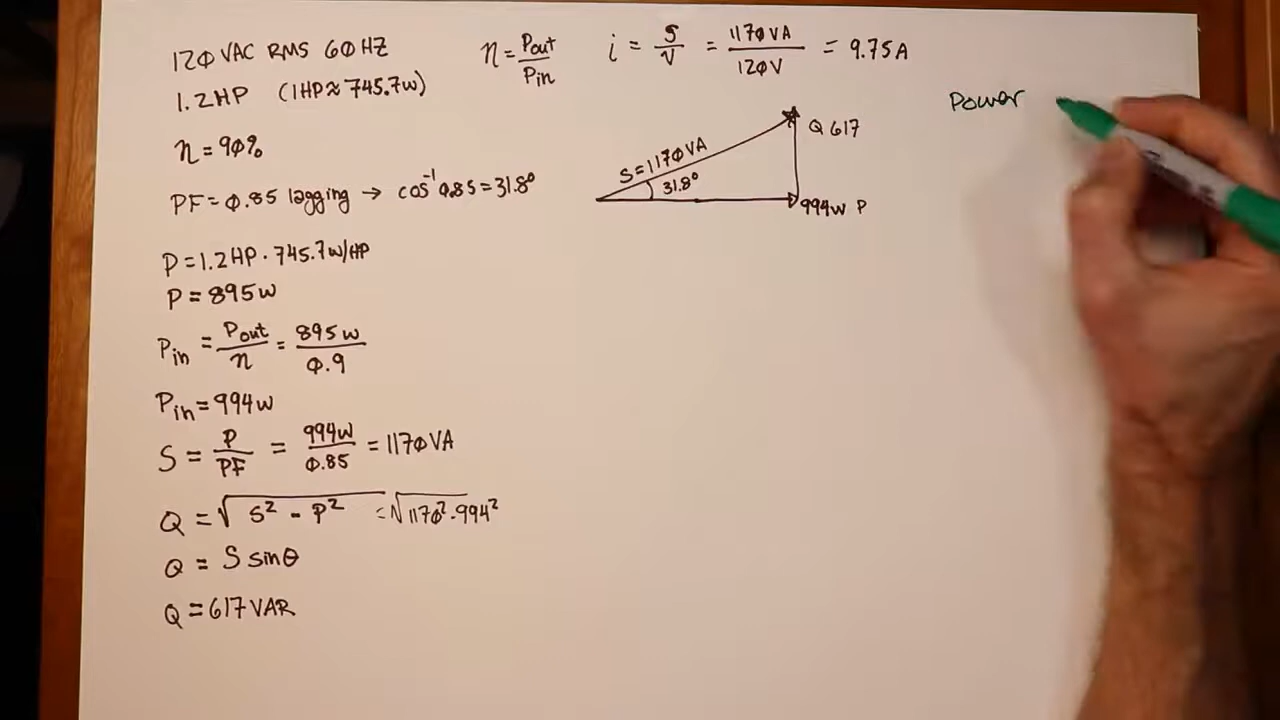 12φ VAC RMS 6φ HZ
1.2HP (1HP≈745.7W)
η = 9φ%
PF = φ.85 lagging → cos⁻¹ φ.85 = 31.8°
P = 1.2HP · 745.7W/HP
P = 895W
Pin = Pout/η = 895W/φ.9
Pin = 994W
S = P/PF = 994W/φ.85 = 117φ VA
Q = √S² - P² = √117φ² - 994²
Q = S sinθ
Q = 617 VAR
η = Pout/Pin
i = S/V = 117φ VA/12φ V = 9.75A
S = 117φ VA
31.8°
Q 617
994W P
Power